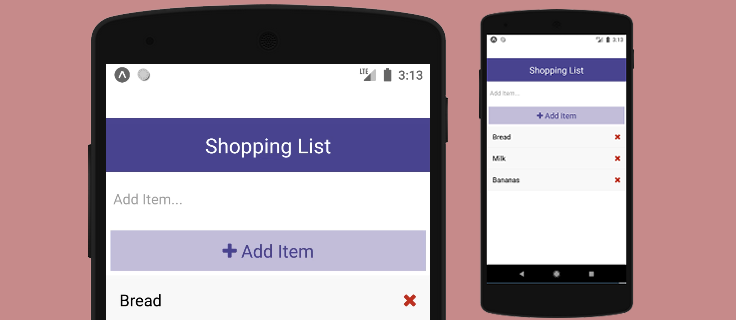 LTE 3:13
Shopping List
Add Item...
+ Add Item
Bread
3:13
Shopping List
Add Item...
+ Add Item
Bread
Milk
Bananas